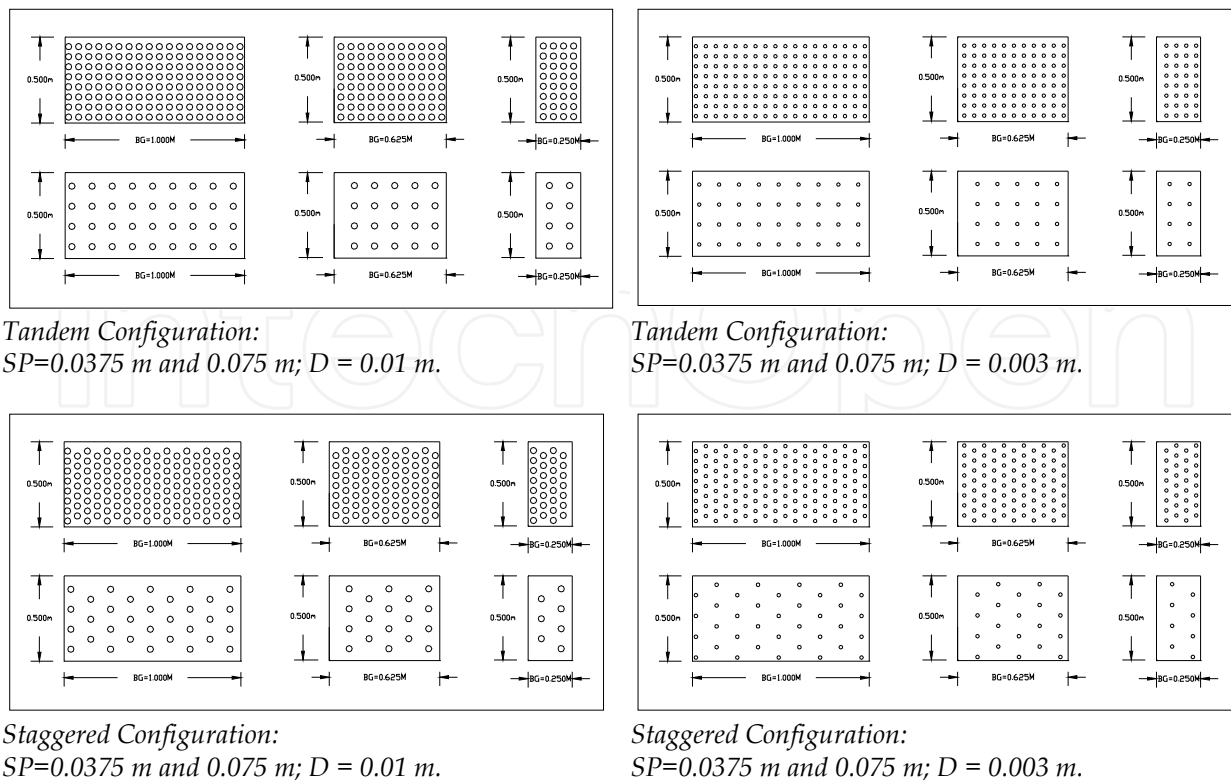 0.500m 0.500m 0.500m
BG=1.000M BG=0.625M BG=0.250M
0.500m 0.500m 0.500m
BG=1.000M BG=0.625M BG=0.250M
Tandem Configuration:
SP=0.0375 m and 0.075 m; D = 0.01 m.
0.500m 0.500m 0.500m
BG=1.000M BG=0.625M BG=0.250M
0.500m 0.500m 0.500m
BG=1.000M BG=0.625M BG=0.250M
Tandem Configuration:
SP=0.0375 m and 0.075 m; D = 0.003 m.
IntechOpen
0.500m 0.500m 0.500m
BG=1.000M BG=0.625M BG=0.250M
0.500m 0.500m 0.500m
BG=1.000M BG=0.625M BG=0.250M
Staggered Configuration:
SP=0.0375 m and 0.075 m; D = 0.01 m.
0.500m 0.500m 0.500m
BG=1.000M BG=0.625M BG=0.250M
0.500m 0.500m 0.500m
BG=1.000M BG=0.625M BG=0.250M
Staggered Configuration:
SP=0.0375 m and 0.075 m; D = 0.003 m.